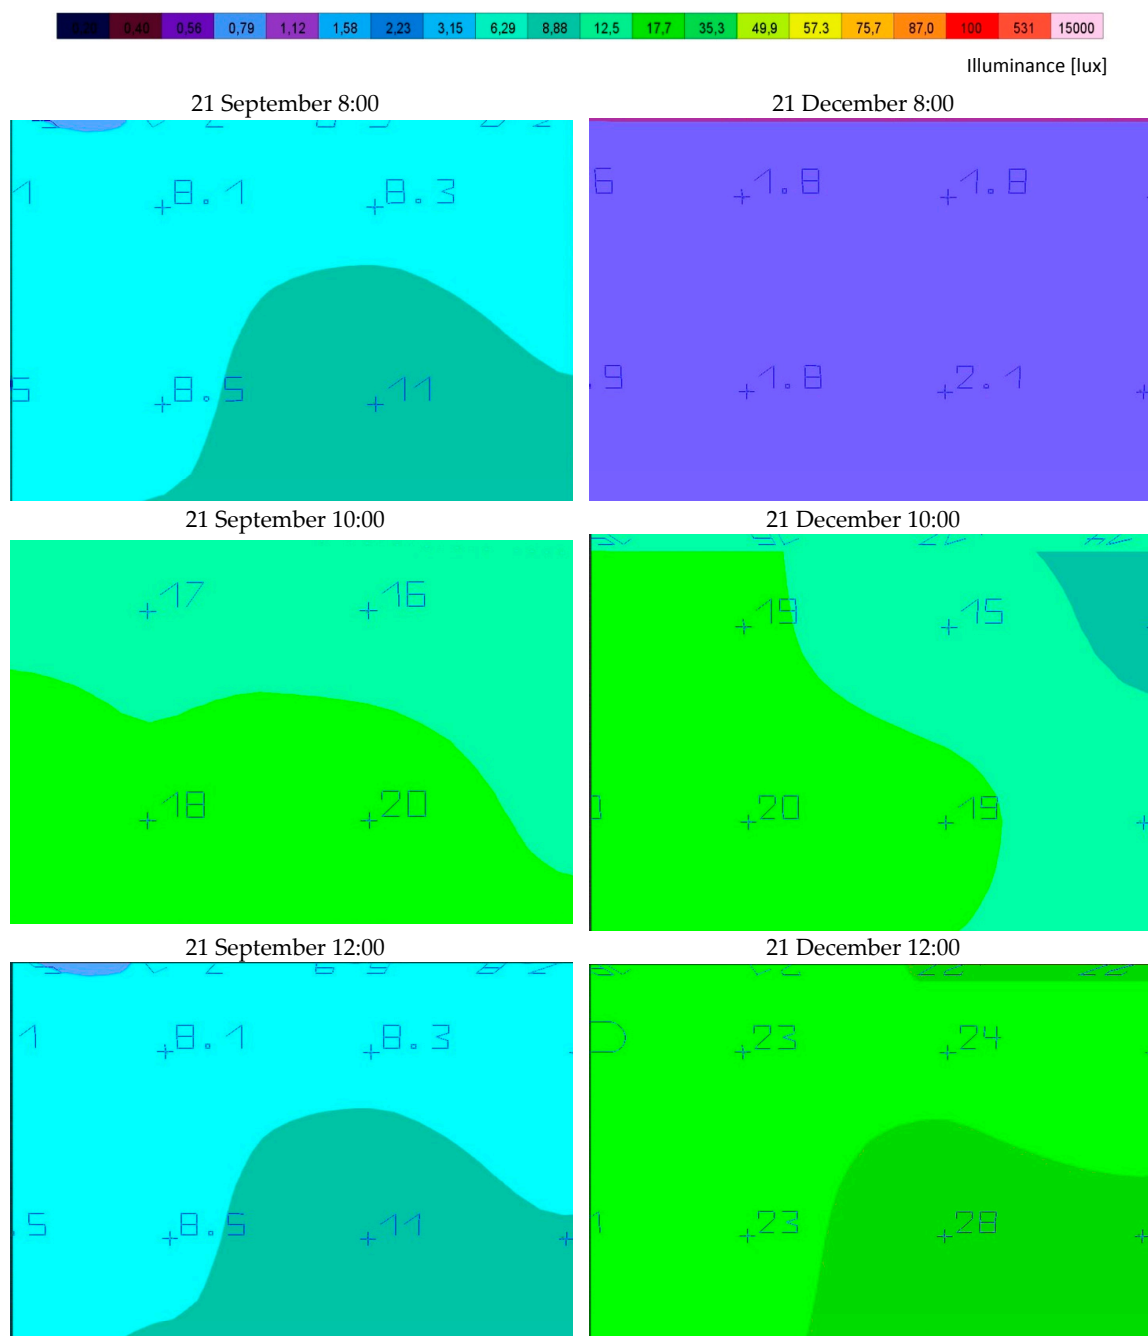 0,40 0,56 0,79 1,12 1,58 2,23 3,15 6,29 8,88 12,5 17,7 35,3 49,9 57.3 75,7 87,0 100 531 15000
Illuminance [lux]
21 September 8:00
8.1 8.3
8.5 11
21 December 8:00
6 1.8 1.8
.9 1.8 2.1
21 September 10:00
17 16
18 20
21 December 10:00
19 15
20 19
21 September 12:00
1 8.1 8.3
.5 8.5 11
21 December 12:00
23 24
1 23 28